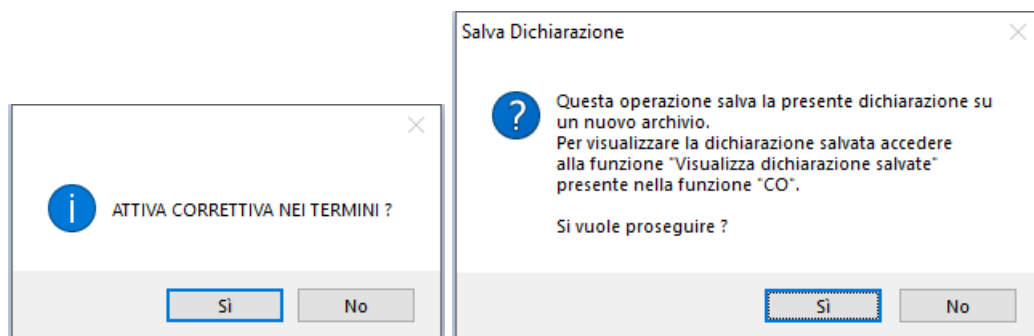 ATTIVA CORRETTIVA NEI TERMINI ?
Sì
No
Salva Dichiarazione
Questa operazione salva la presente dichiarazione su
un nuovo archivio.
Per visualizzare la dichiarazione salvata accedere
alla funzione "Visualizza dichiarazione salvate"
presente nella funzione "CO".
Si vuole proseguire ?
Sì
No